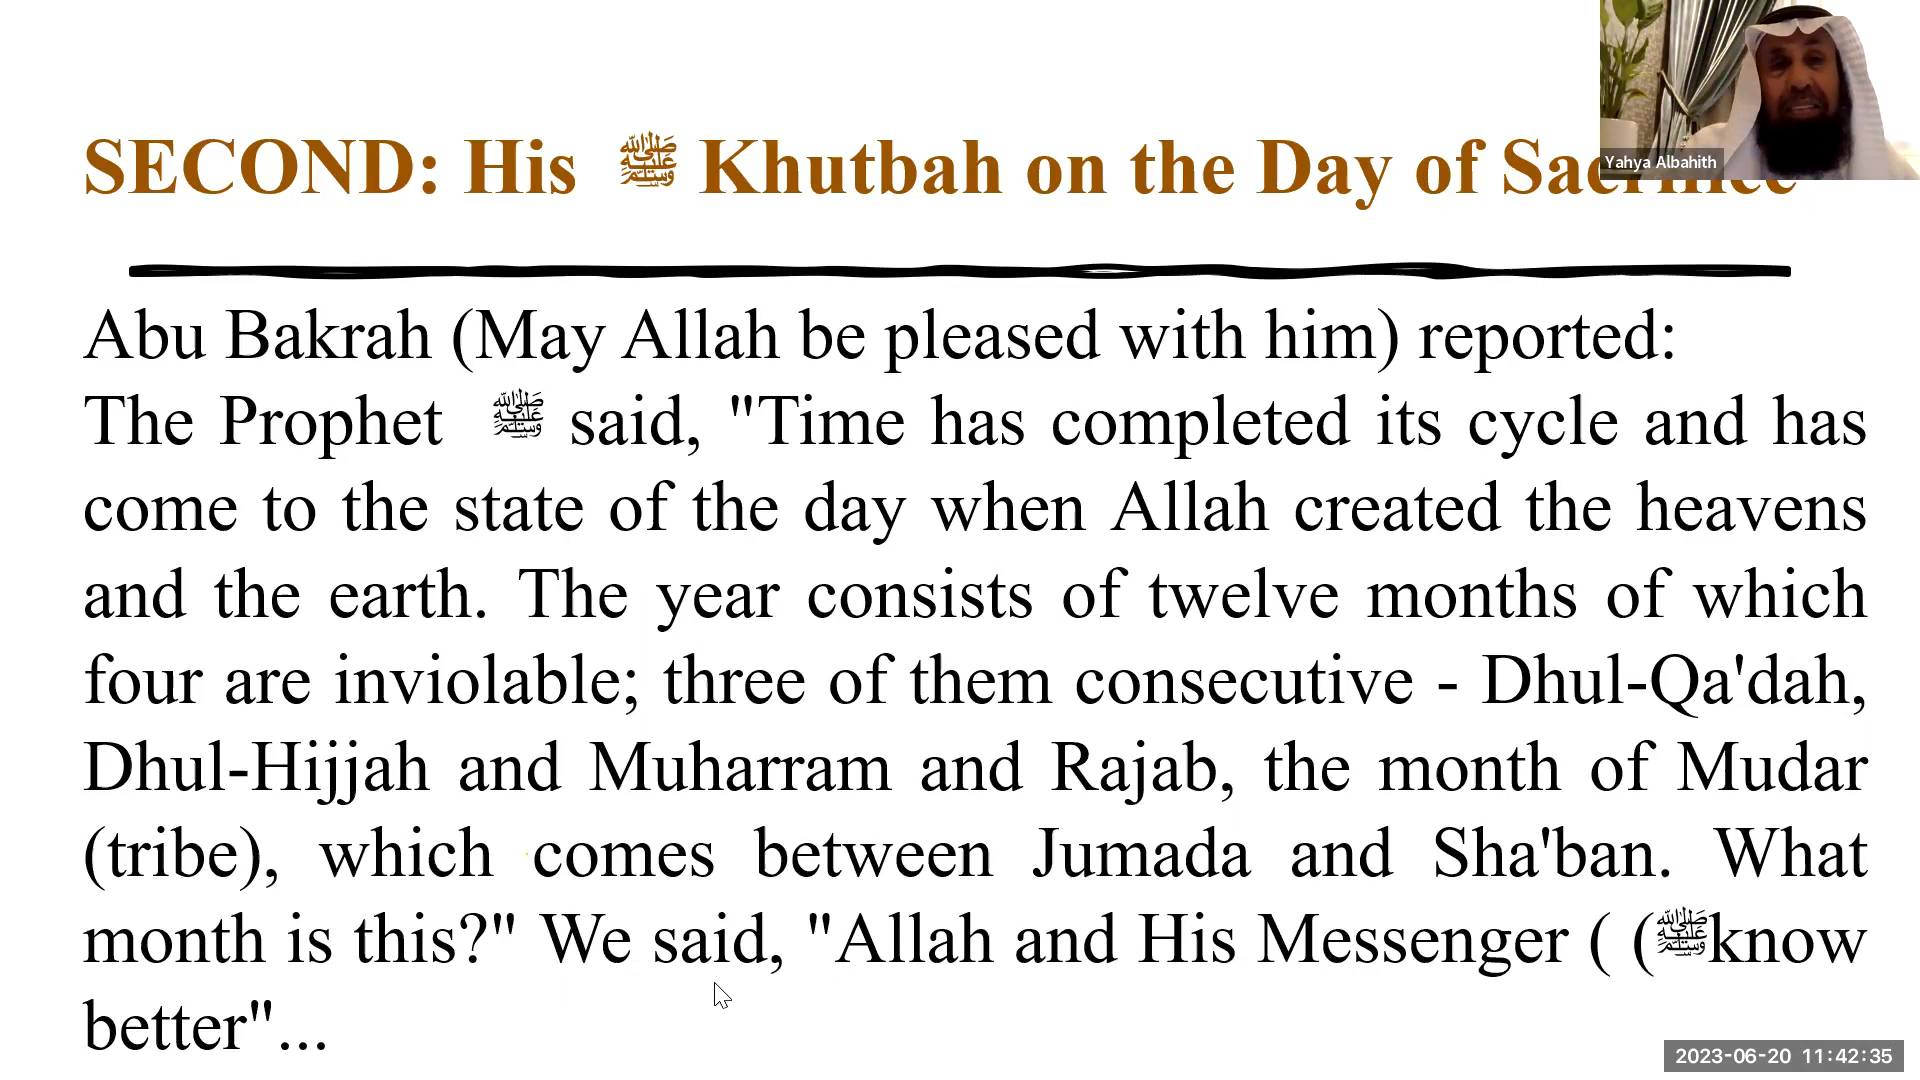 SECOND: His ﷺ Khutbah on the Day of Sacrifice
Yahya Albahith
Abu Bakrah (May Allah be pleased with him) reported:
The Prophet ﷺ said, "Time has completed its cycle and has
come to the state of the day when Allah created the heavens
and the earth. The year consists of twelve months of which
four are inviolable; three of them consecutive - Dhul-Qa'dah,
Dhul-Hijjah and Muharram and Rajab, the month of Mudar
(tribe), which comes between Jumada and Sha'ban. What
month is this?" We said, "Allah and His Messenger ( (ﷺknow
better"...
2023-06-20 11:42:35